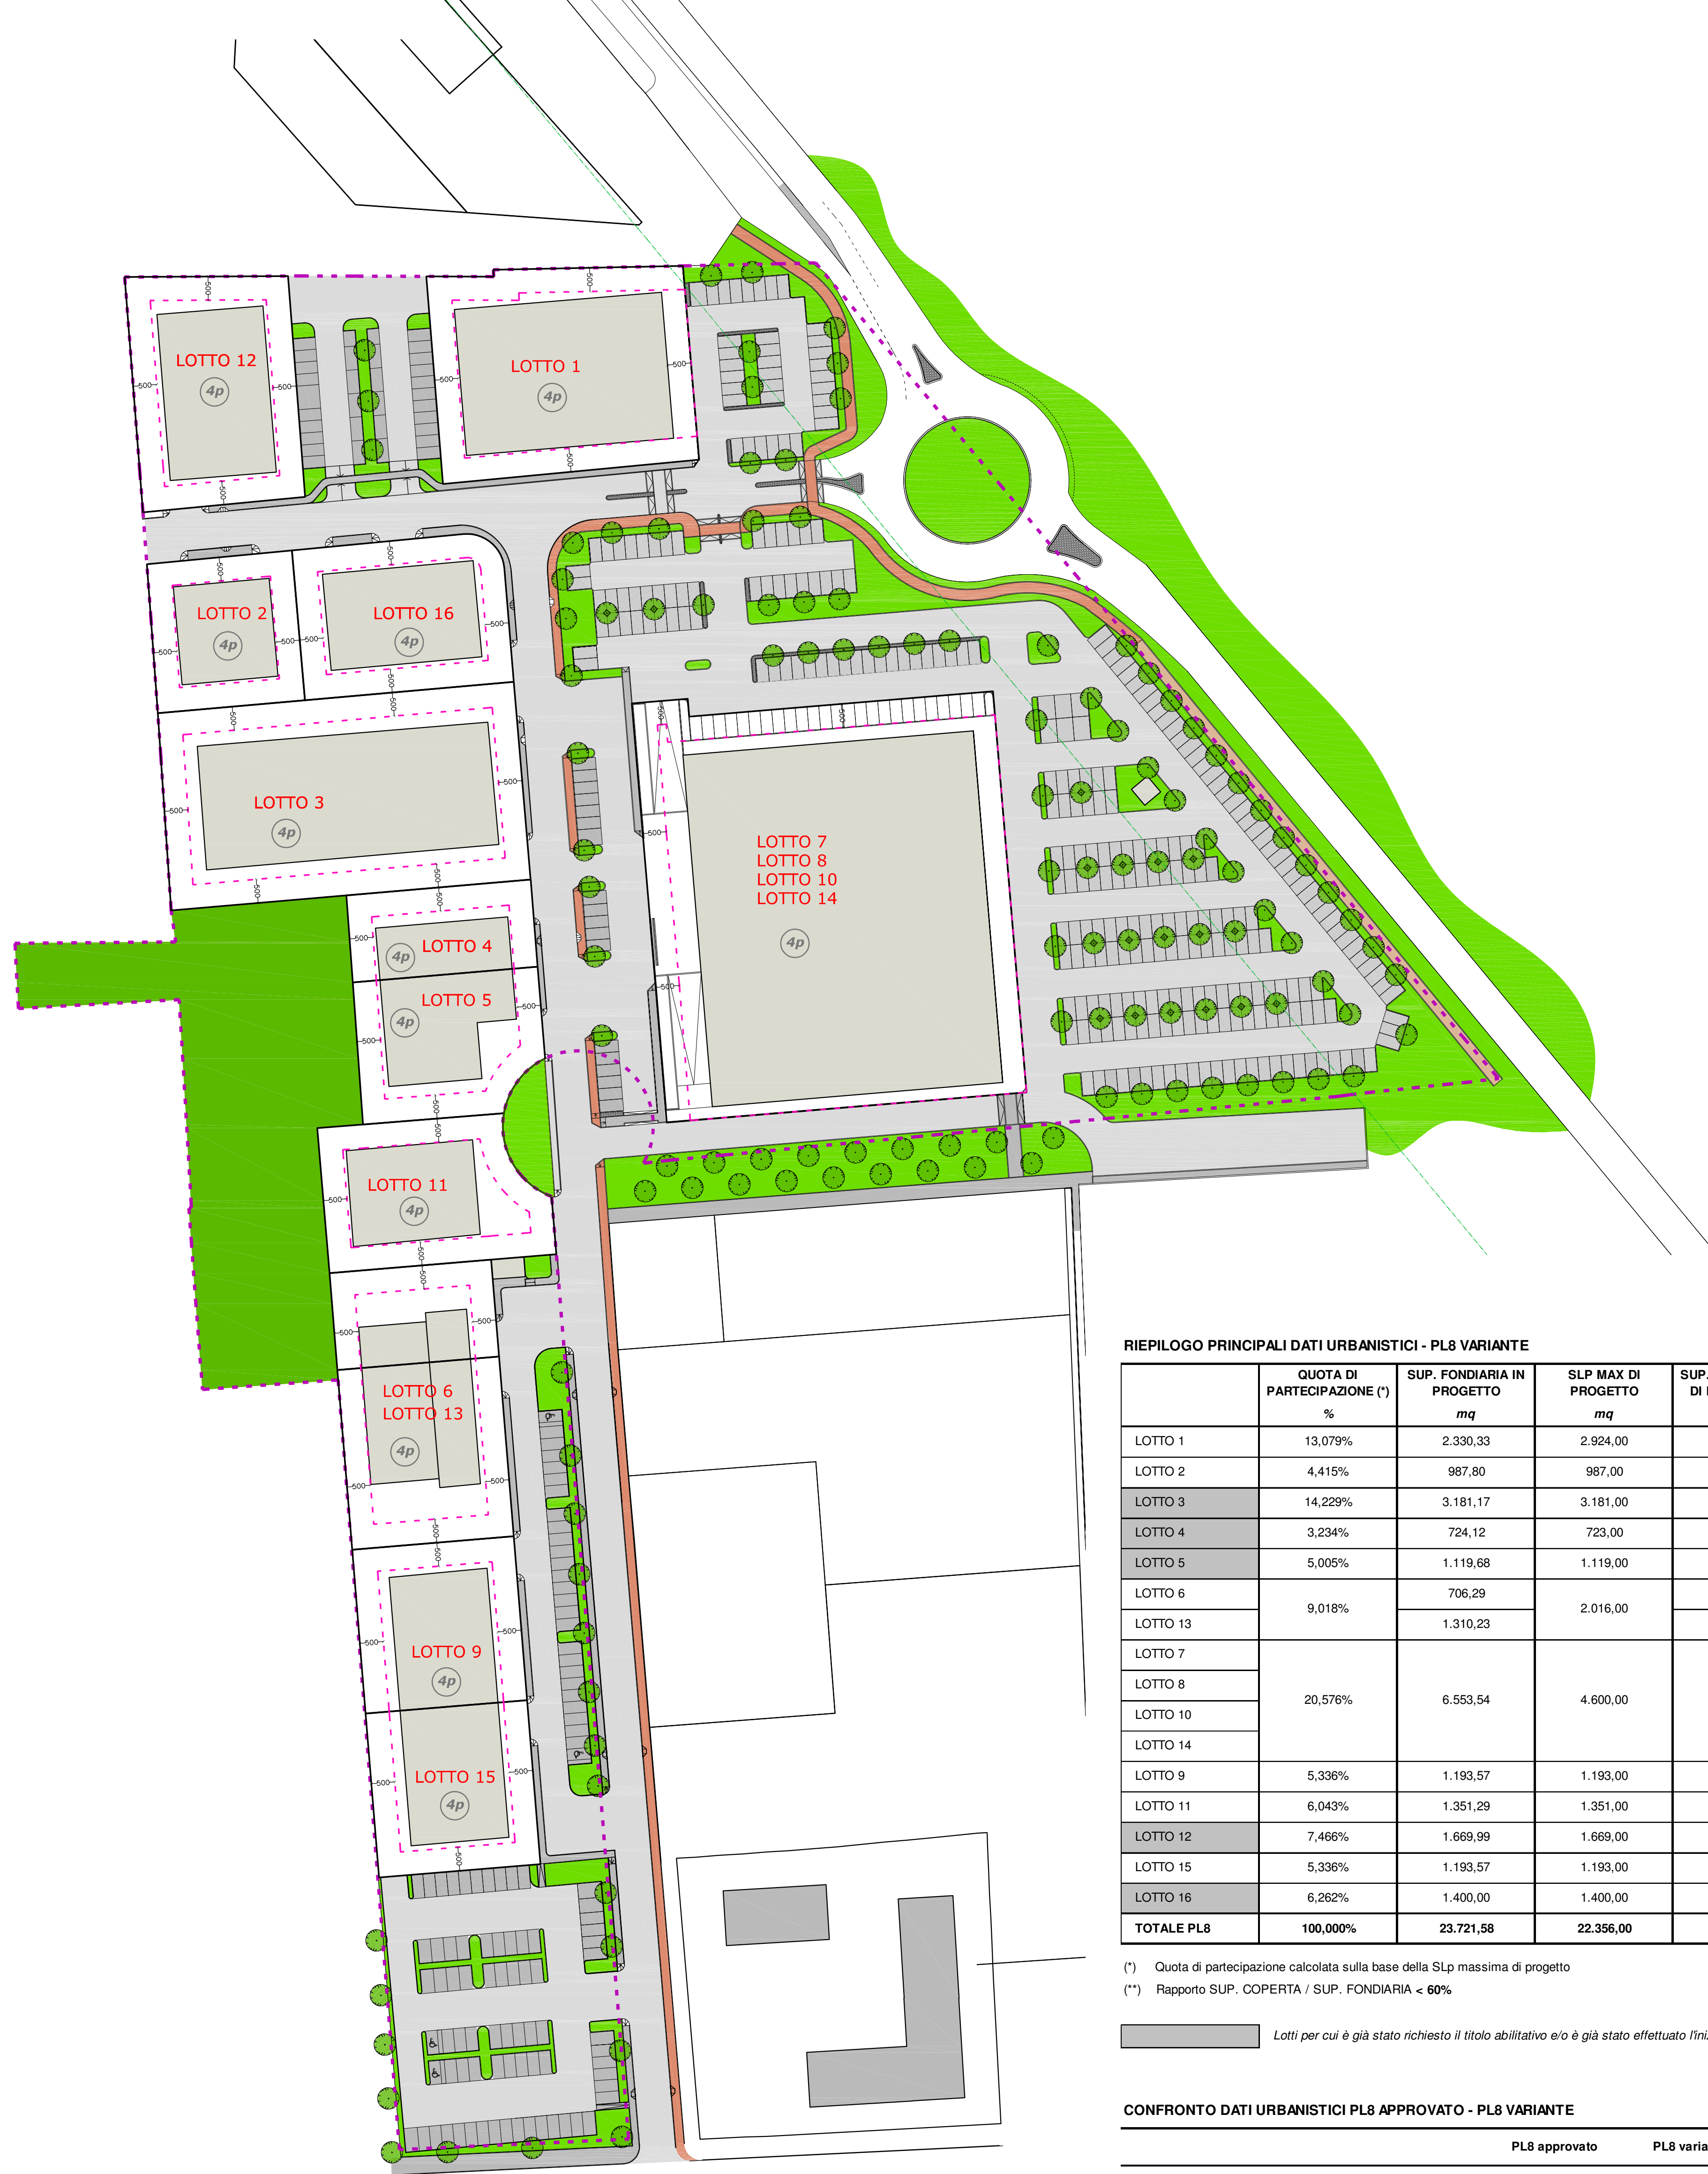 LOTTO 12
4p
LOTTO 1
4p
LOTTO 2
4p
LOTTO 16
4p
LOTTO 3
4p
LOTTO 7
LOTTO 8
LOTTO 10
LOTTO 14
4p
LOTTO 4
4p
LOTTO 5
4p
LOTTO 11
4p
LOTTO 6
LOTTO 13
4p
LOTTO 9
4p
LOTTO 15
4p
500
RIEPILOGO PRINCIPALI DATI URBANISTICI - PL8 VARIANTE
QUOTA DI PARTECIPAZIONE (*) % SUP. FONDIARIA IN PROGETTO mq SLP MAX DI PROGETTO mq SUP.
LOTTO 1 13,079% 2.330,33 2.924,00
LOTTO 2 4,415% 987,80 987,00
LOTTO 3 14,229% 3.181,17 3.181,00
LOTTO 4 3,234% 724,12 723,00
LOTTO 5 5,005% 1.119,68 1.119,00
LOTTO 6 9,018% 706,29 2.016,00
LOTTO 13 1.310,23
LOTTO 7
LOTTO 8 20,576% 6.553,54 4.600,00
LOTTO 10
LOTTO 14
LOTTO 9 5,336% 1.193,57 1.193,00
LOTTO 11 6,043% 1.351,29 1.351,00
LOTTO 12 7,466% 1.669,99 1.669,00
LOTTO 15 5,336% 1.193,57 1.193,00
LOTTO 16 6,262% 1.400,00 1.400,00
TOTALE PL8 100,000% 23.721,58 22.356,00
(*) Quota di partecipazione calcolata sulla base della SLp massima di progetto
(**) Rapporto SUP. COPERTA / SUP. FONDIARIA < 60%
Lotti per cui è già stato richiesto il titolo abilitativo e/o è già stato effettuato
CONFRONTO DATI URBANISTICI PL8 APPROVATO - PL8 VARIANTE
PL8 approvato PL8